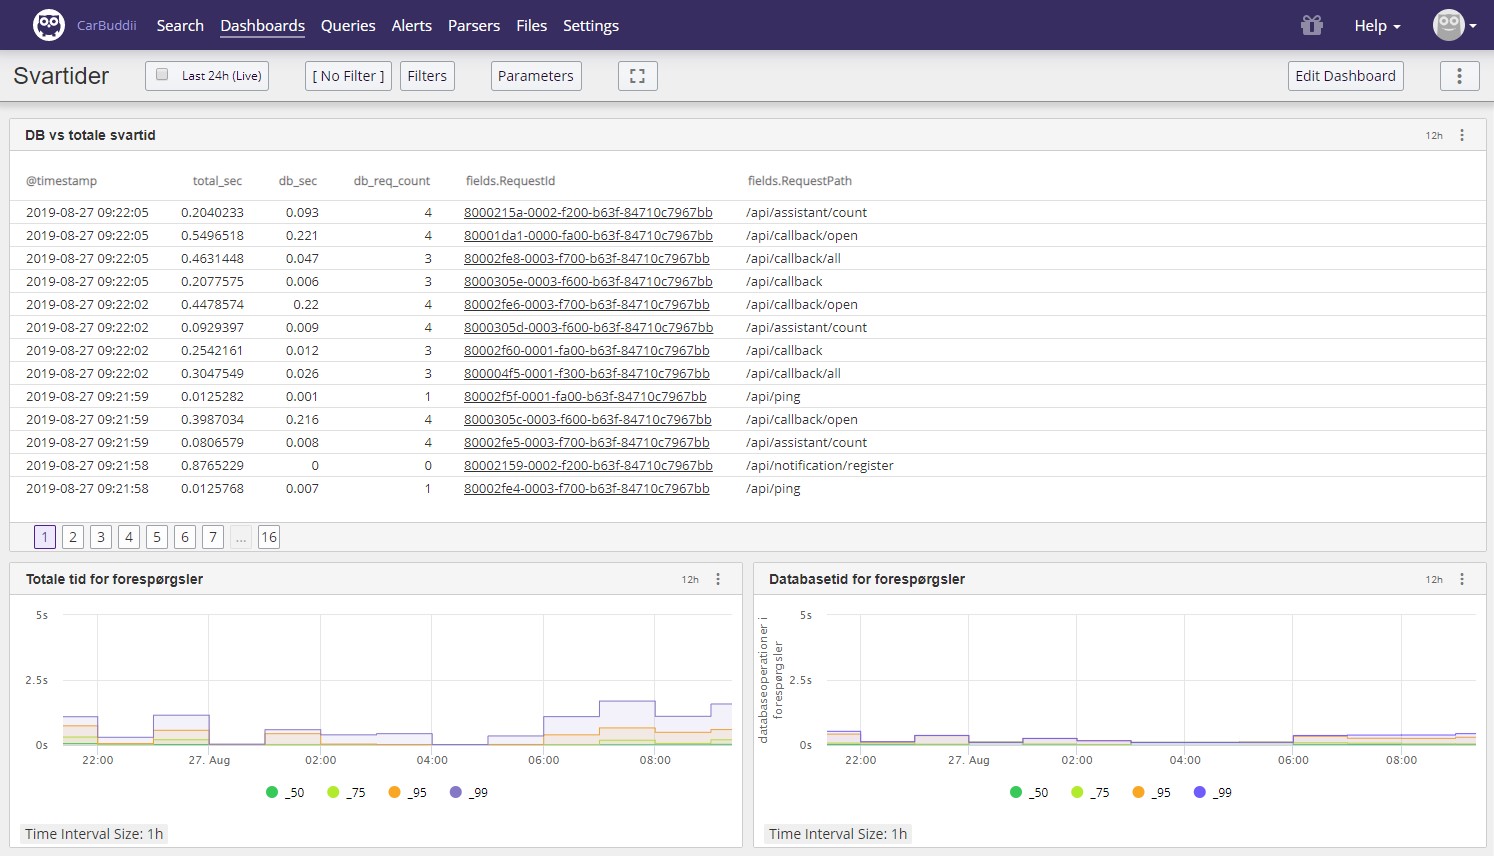 CarBuddii Search Dashboards Queries Alerts Parsers Files Settings Help
Svartider Last 24h (Live) [ No Filter ] Filters Parameters Edit Dashboard
DB vs totale svartid 12h
@timestamp total_sec db_sec db_req_count fields.RequestId fields.RequestPath
2019-08-27 09:22:05 0.2040233 0.093 4 8000215a-0002-f200-b63f-84710c7967bb /api/assistant/count
2019-08-27 09:22:05 0.5496518 0.221 4 80001da1-0000-fa00-b63f-84710c7967bb /api/callback/open
2019-08-27 09:22:05 0.4631448 0.047 3 80002fe8-0003-f700-b63f-84710c7967bb /api/callback/all
2019-08-27 09:22:05 0.2077575 0.006 3 8000305e-0003-f600-b63f-84710c7967bb /api/callback
2019-08-27 09:22:02 0.4478574 0.22 4 80002fe6-0003-f700-b63f-84710c7967bb /api/callback/open
2019-08-27 09:22:02 0.0929397 0.009 4 8000305d-0003-f600-b63f-84710c7967bb /api/assistant/count
2019-08-27 09:22:02 0.2542161 0.012 3 80002f60-0001-fa00-b63f-84710c7967bb /api/callback
2019-08-27 09:22:02 0.3047549 0.026 3 800004f5-0001-f300-b63f-84710c7967bb /api/callback/all
2019-08-27 09:21:59 0.0125282 0.001 1 80002f5f-0001-fa00-b63f-84710c7967bb /api/ping
2019-08-27 09:21:59 0.3987034 0.216 4 8000305c-0003-f600-b63f-84710c7967bb /api/callback/open
2019-08-27 09:21:59 0.0806579 0.008 4 80002fe5-0003-f700-b63f-84710c7967bb /api/assistant/count
2019-08-27 09:21:58 0.8765229 0 0 80002159-0002-f200-b63f-84710c7967bb /api/notification/register
2019-08-27 09:21:58 0.0125768 0.007 1 80002fe4-0003-f700-b63f-84710c7967bb /api/ping
1 2 3 4 5 6 7 ... 16
Totale tid for forespørgsler 12h
5s
2.5s
0s
22:00 27. Aug 02:00 04:00 06:00 08:00
_50 _75 _95 _99
Time Interval Size: 1h
Databasetid for forespørgsler 12h
databaseoperationer i
forespørgsler
5s
2.5s
0s
22:00 27. Aug 02:00 04:00 06:00 08:00
_50 _75 _95 _99
Time Interval Size: 1h